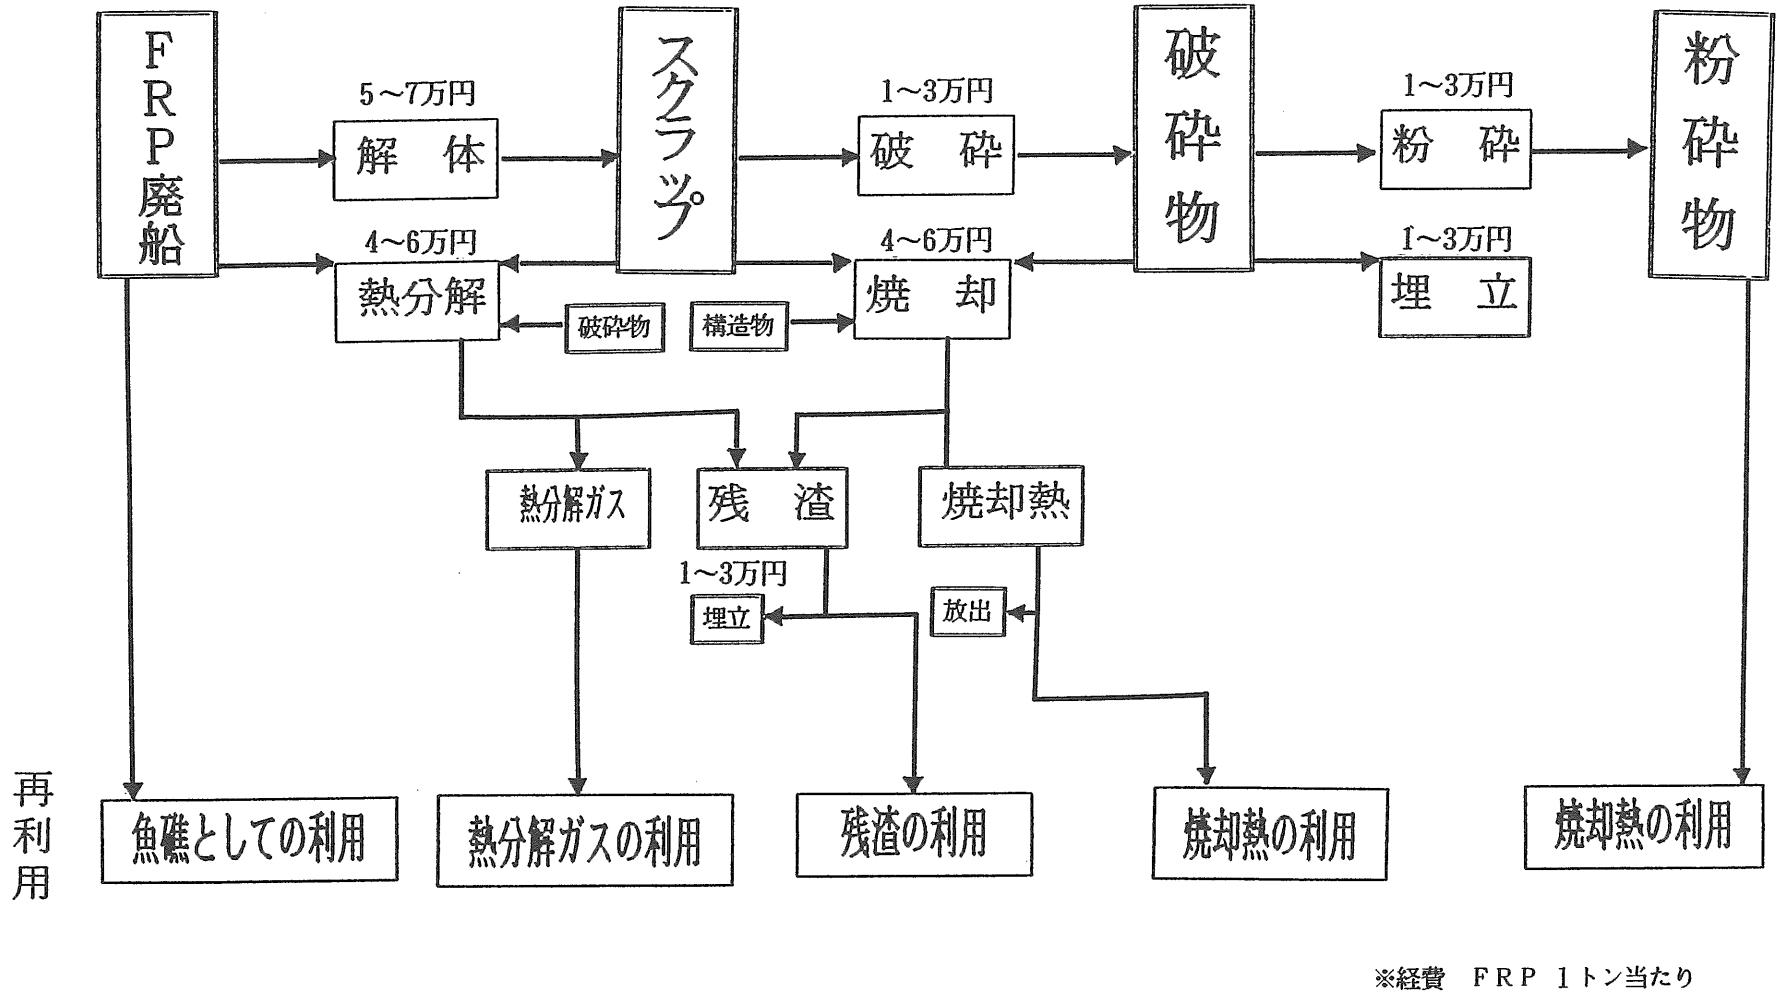 FRP廃船
5～7万円
解　体
スクラップ
1～3万円
破　砕
破砕物
1～3万円
粉　砕
粉砕物
4～6万円
熱分解
破砕物
構造物
4～6万円
焼　却
1～3万円
埋　立
熱分解ガス
残　渣
焼却熱
1～3万円
埋立
放出
再利用
魚礁としての利用
熱分解ガスの利用
残渣の利用
焼却熱の利用
焼却熱の利用
※経費　ＦＲＰ　１トン当たり